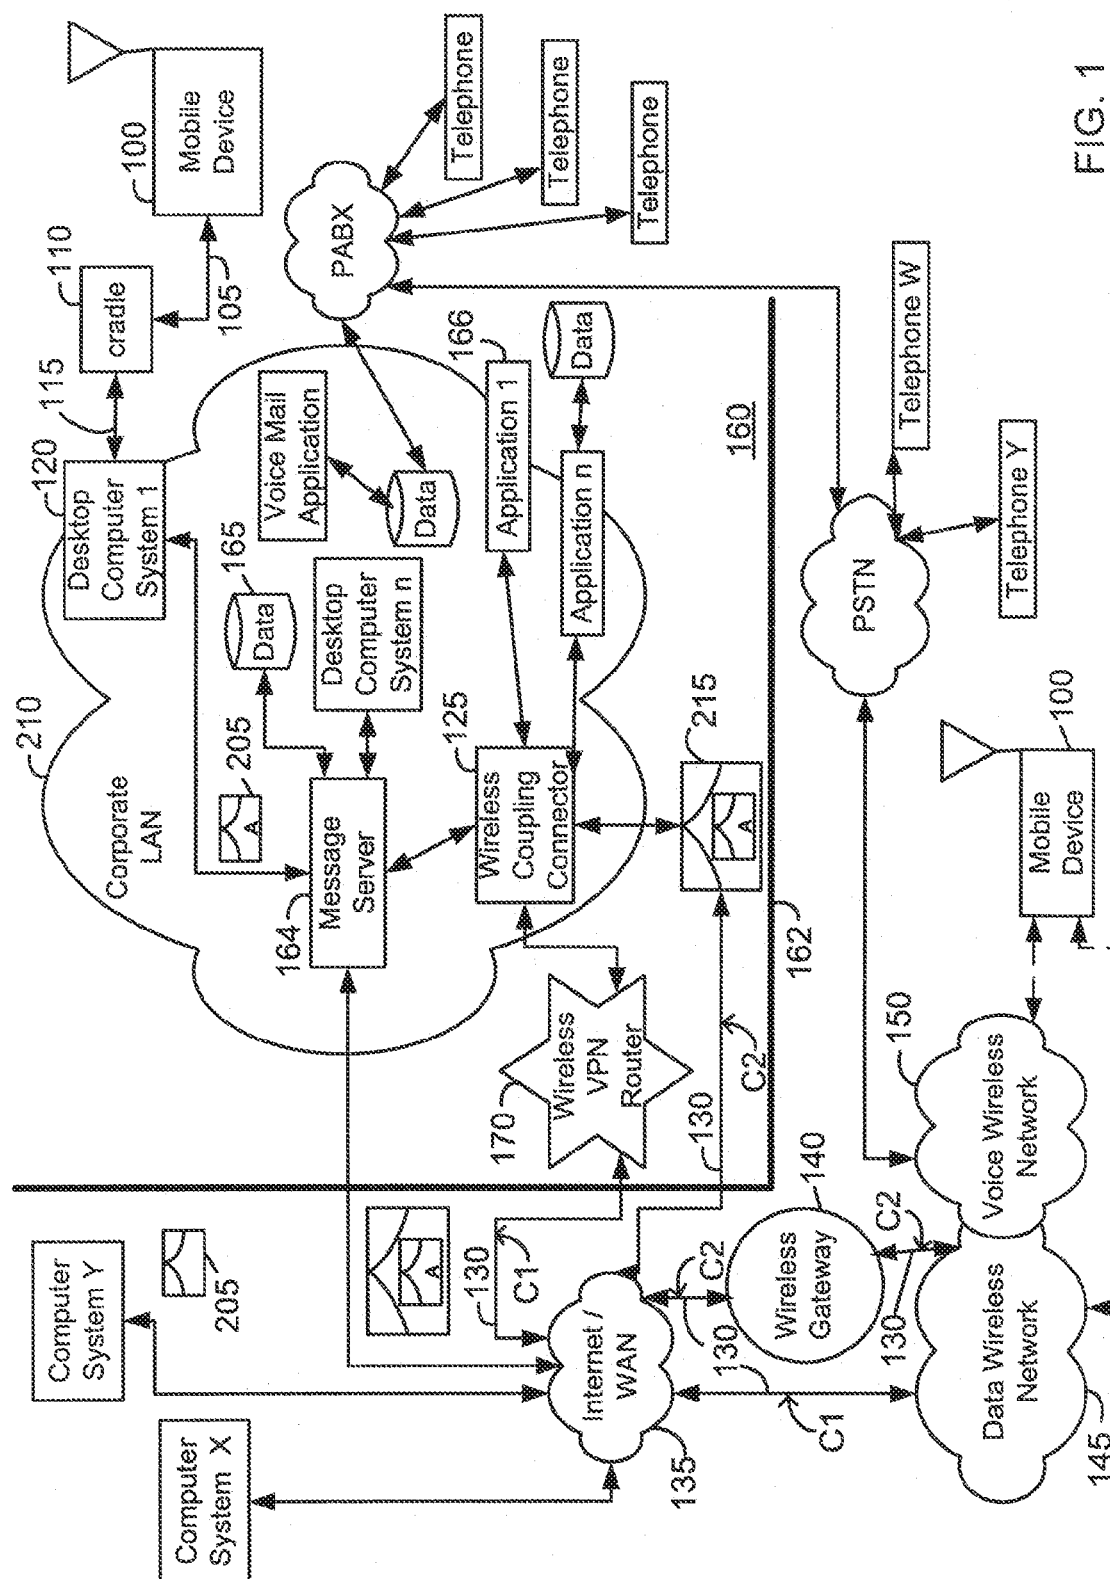 Computer
System X
Computer
System Y
205
210
Corporate
LAN
120
Desktop
Computer
System 1
115
110
cradle
105
100
Mobile
Device
205
A
165
Data
164
Message
Server
Desktop
Computer
System n
Voice Mail
Application
Data
PABX
Telephone
Telephone
Telephone
A
130
C1
170
Wireless
VPN
Router
125
Wireless
Coupling
Connector
166
Application 1
Application n
Data
135
Internet /
WAN
130
C2
130
C2
162
215
A
160
C1
130
Wireless
Gateway
140
130
C2
145
Data Wireless
Network
150
Voice Wireless
Network
PSTN
Telephone W
Telephone Y
100
Mobile
Device
FIG. 1